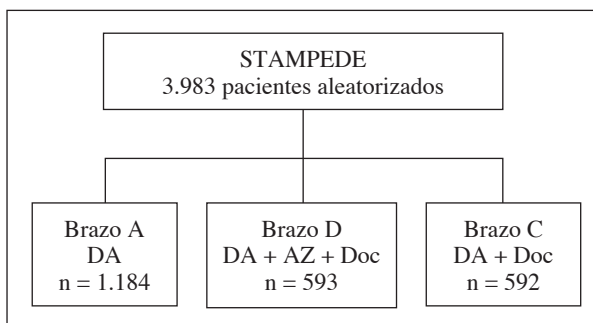 STAMPEDE
3.983 pacientes aleatorizados
Brazo A
DA
n = 1.184
Brazo D
DA + AZ + Doc
n = 593
Brazo C
DA + Doc
n = 592